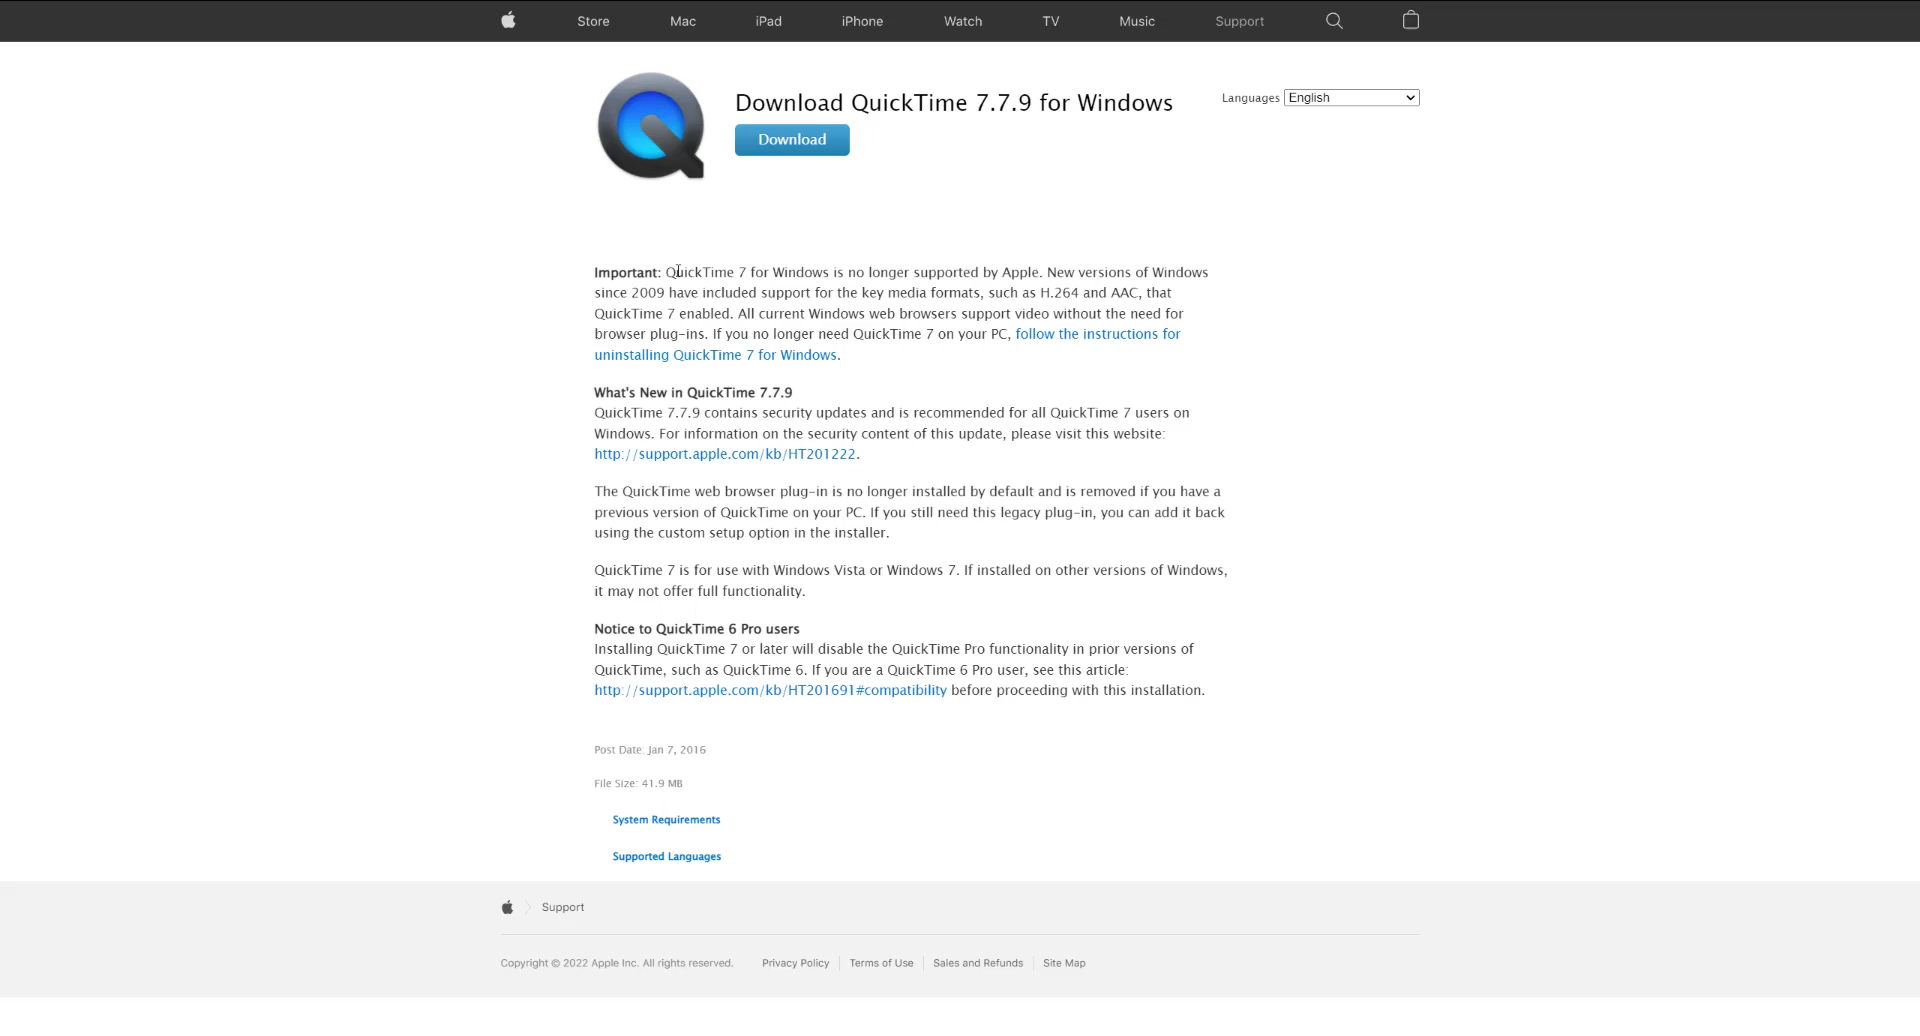 Store Mac iPad iPhone Watch TV Music Support
Download QuickTime 7.7.9 for Windows
Languages English
Download
Important: QuickTime 7 for Windows is no longer supported by Apple. New versions of Windows
since 2009 have included support for the key media formats, such as H.264 and AAC, that
QuickTime 7 enabled. All current Windows web browsers support video without the need for
browser plug-ins. If you no longer need QuickTime 7 on your PC, follow the instructions for
uninstalling QuickTime 7 for Windows.
What's New in QuickTime 7.7.9
QuickTime 7.7.9 contains security updates and is recommended for all QuickTime 7 users on
Windows. For information on the security content of this update, please visit this website:
http://support.apple.com/kb/HT201222.
The QuickTime web browser plug-in is no longer installed by default and is removed if you have a
previous version of QuickTime on your PC. If you still need this legacy plug-in, you can add it back
using the custom setup option in the installer.
QuickTime 7 is for use with Windows Vista or Windows 7. If installed on other versions of Windows,
it may not offer full functionality.
Notice to QuickTime 6 Pro users
Installing QuickTime 7 or later will disable the QuickTime Pro functionality in prior versions of
QuickTime, such as QuickTime 6. If you are a QuickTime 6 Pro user, see this article:
http://support.apple.com/kb/HT201691#compatibility before proceeding with this installation.
Post Date: Jan 7, 2016
File Size: 41.9 MB
System Requirements
Supported Languages
Support
Copyright © 2022 Apple Inc. All rights reserved. Privacy Policy Terms of Use Sales and Refunds Site Map